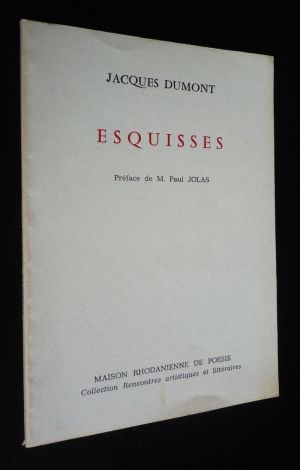 JACQUES DUMONT
ESQUISSES
Préface de M. Paul JOLAS
MAISON RHODANIENNE DE POESIE
Collection Rencontres artistiques et littéraires